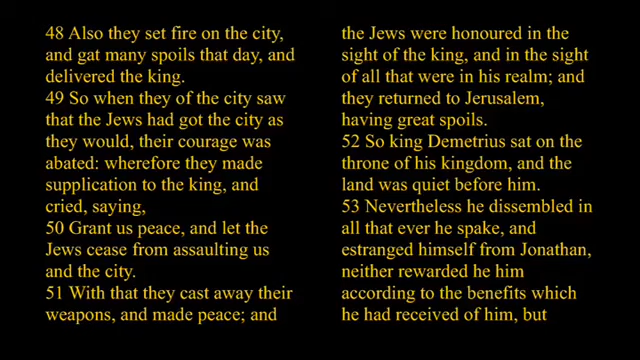 48 Also they set fire on the city,
and gat many spoils that day, and
delivered the king.
49 So when they of the city saw
that the Jews had got the city as
they would, their courage was
abated: wherefore they made
supplication to the king, and
cried, saying,
50 Grant us peace, and let the
Jews cease from assaulting us
and the city.
51 With that they cast away their
weapons, and made peace; and
the Jews were honoured in the
sight of the king, and in the sight
of all that were in his realm; and
they returned to Jerusalem,
having great spoils.
52 So king Demetrius sat on the
throne of his kingdom, and the
land was quiet before him.
53 Nevertheless he dissembled in
all that ever he spake, and
estranged himself from Jonathan,
neither rewarded he him
according to the benefits which
he had received of him, but